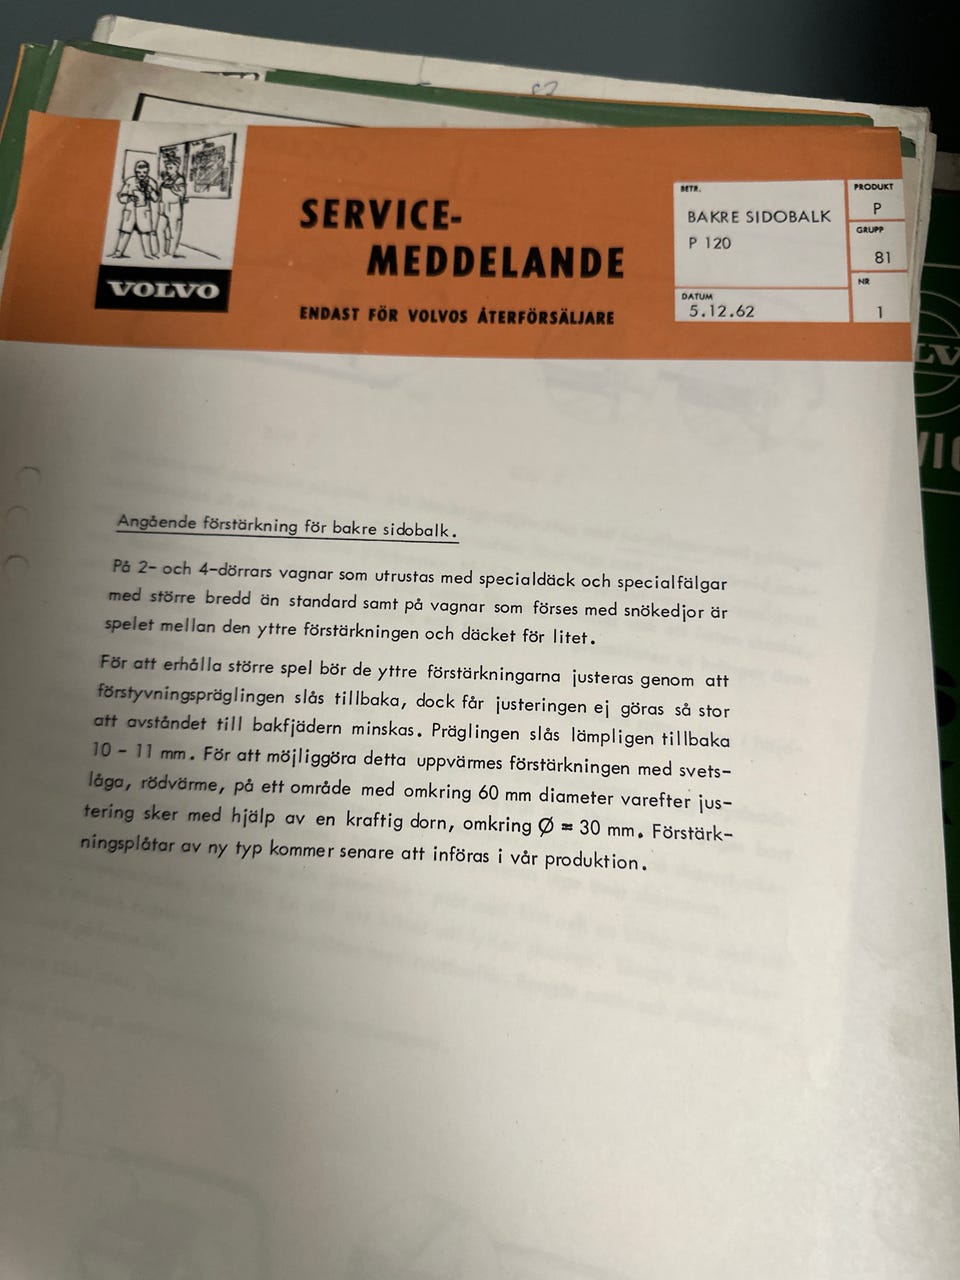 VOLVO
SERVICE-
MEDDELANDE
ENDAST FÖR VOLVOS ÅTERFÖRSÄLJARE
BETR.
BAKRE SIDOBALK
P 120
DATUM
5.12.62
PRODUKT
P
GRUPP
81
NR
1
Angående förstärkning för bakre sidobalk.
På 2- och 4-dörrars vagnar som utrustas med specialdäck och specialfälgar
med större bredd än standard samt på vagnar som förses med snökedjor är
spelet mellan den yttre förstärkningen och däcket för litet.
För att erhålla större spel bör de yttre förstärkningarna justeras genom att
förstyvningspräglingen slås tillbaka, dock får justeringen ej göras så stor
att avståndet till bakfjädern minskas. Präglingen slås lämpligen tillbaka
10 - 11 mm. För att möjliggöra detta uppvärmes förstärkningen med svets-
låga, rödvärme, på ett område med omkring 60 mm diameter varefter jus-
tering sker med hjälp av en kraftig dorn, omkring Ø = 30 mm. Förstärk-
ningsplåtar av ny typ kommer senare att införas i vår produktion.